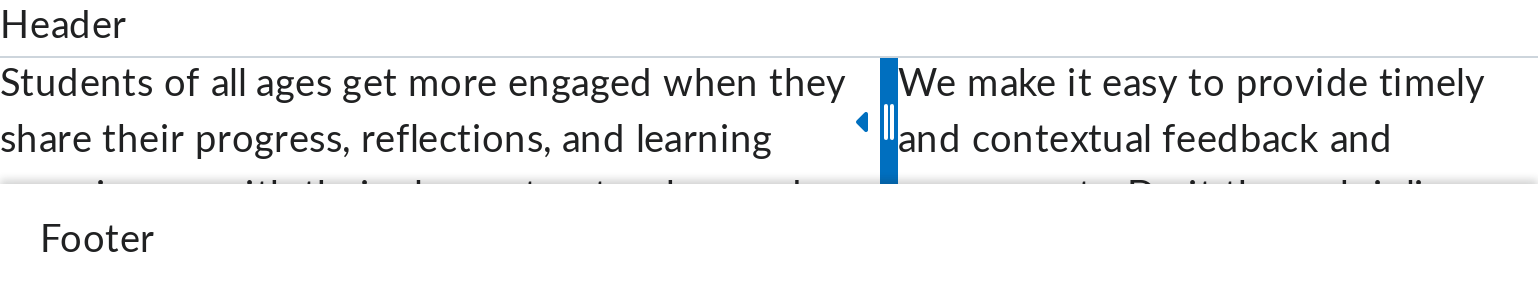 Header
Students of all ages get more engaged when they
share their progress, reflections, and learning
We make it easy to provide timely
and contextual feedback and
Footer